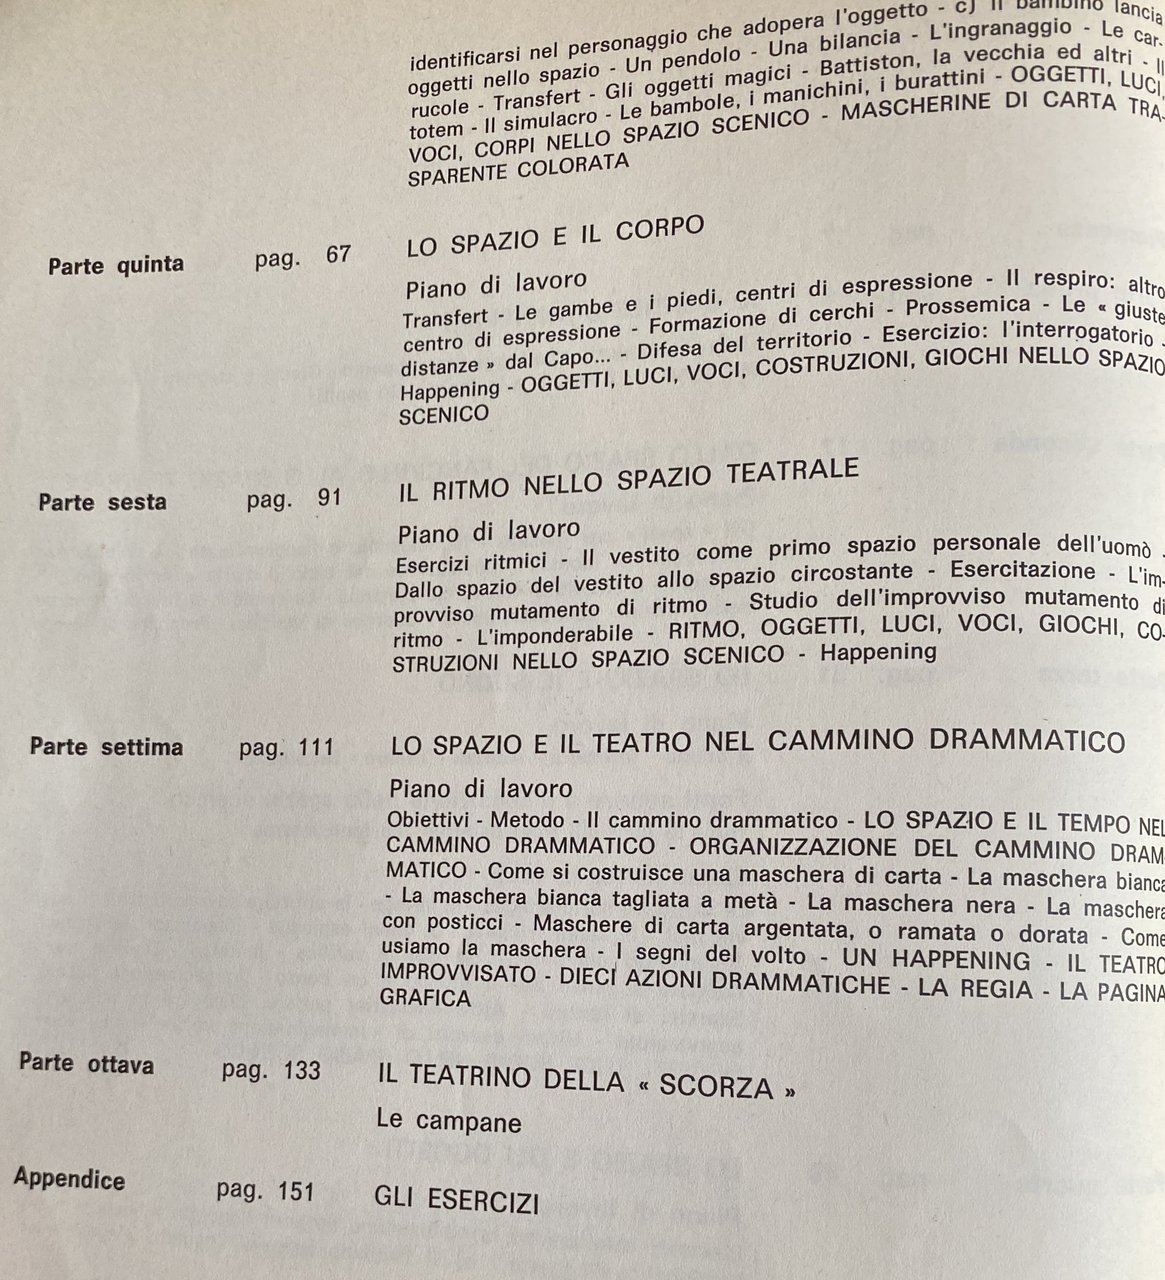 identificarsi nel personaggio che adopera l'oggetto - c) Il bambino lancia
oggetti nello spazio - Un pendolo - Una bilancia - L'ingranaggio - Le car-
rucole - Transfert - Gli oggetti magici - Battiston, la vecchia ed altri - Il
totem - Il simulacro - Le bambole, i manichini, i burattini - OGGETTI, LUCI,
VOCI, CORPI NELLO SPAZIO SCENICO - MASCHERINE DI CARTA TRA-
SPARENTE COLORATA
Parte quinta pag. 67 LO SPAZIO E IL CORPO
Piano di lavoro
Transfert - Le gambe e i piedi, centri di espressione - Il respiro: altro
centro di espressione - Formazione di cerchi - Prossemica - Le « giuste
distanze » dal Capo... - Difesa del territorio - Esercizio: l'interrogatorio -
Happening - OGGETTI, LUCI, VOCI, COSTRUZIONI, GIOCHI NELLO SPAZIO
SCENICO
Parte sesta pag. 91 IL RITMO NELLO SPAZIO TEATRALE
Piano di lavoro
Esercizi ritmici - Il vestito come primo spazio personale dell'uomò -
Dallo spazio del vestito allo spazio circostante - Esercitazione - L'im-
provviso mutamento di ritmo - Studio dell'improvviso mutamento di
ritmo - L'imponderabile - RITMO, OGGETTI, LUCI, VOCI, GIOCHI, CO-
STRUZIONI NELLO SPAZIO SCENICO - Happening
Parte settima pag. 111 LO SPAZIO E IL TEATRO NEL CAMMINO DRAMMATICO
Piano di lavoro
Obiettivi - Metodo - Il cammino drammatico - LO SPAZIO E IL TEMPO NEL
CAMMINO DRAMMATICO - ORGANIZZAZIONE DEL CAMMINO DRAM-
MATICO - Come si costruisce una maschera di carta - La maschera bianca
- La maschera bianca tagliata a metà - La maschera nera - La maschera
con posticci - Maschere di carta argentata, o ramata o dorata - Come
usiamo la maschera - I segni del volto - UN HAPPENING - IL TEATRO
IMPROVVISATO - DIECI AZIONI DRAMMATICHE - LA REGIA - LA PAGINA
GRAFICA
Parte ottava pag. 133 IL TEATRINO DELLA « SCORZA »
Le campane
Appendice pag. 151 GLI ESERCIZI